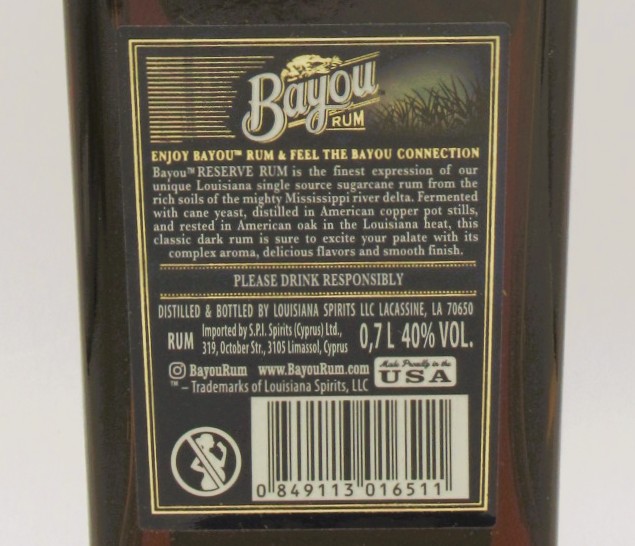 Bayou
RUM
ENJOY BAYOU™ RUM & FEEL THE BAYOU CONNECTION
Bayou™ RESERVE RUM is the finest expression of our
unique Louisiana single source sugarcane rum from the
rich soils of the mighty Mississippi river delta. Fermented
with cane yeast, distilled in American copper pot stills,
and rested in American oak in the Louisiana heat, this
classic dark rum is sure to excite your palate with its
complex aroma, delicious flavors and smooth finish.
PLEASE DRINK RESPONSIBLY
DISTILLED & BOTTLED BY LOUISIANA SPIRITS LLC LACASSINE, LA 70650
RUM Imported by S.P.I. Spirits (Cyprus) Ltd., 0,7 L 40% VOL.
319, October Str., 3105 Limassol, Cyprus
BayouRum www.BayouRum.com Made Proudly in the
USA
™ – Trademarks of Louisiana Spirits, LLC
0 849113 016511